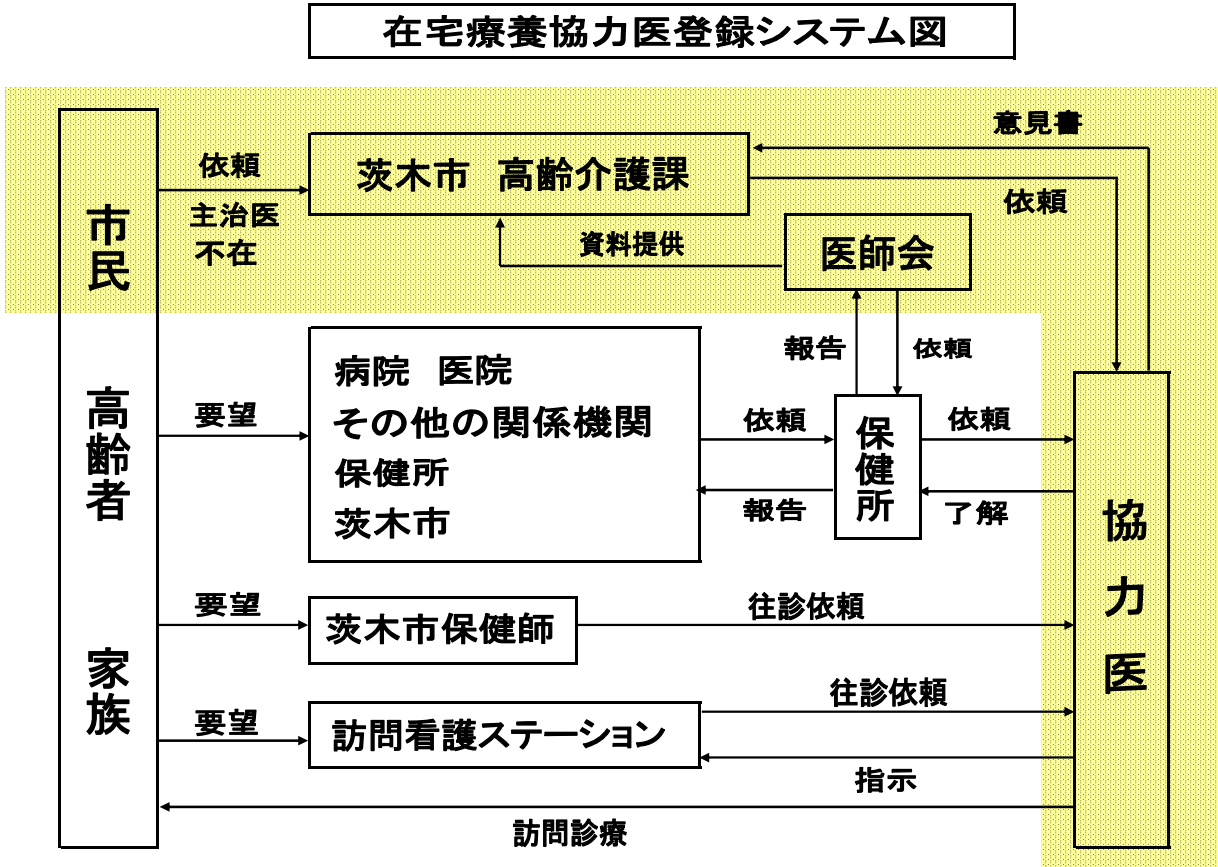 在宅療養協力医登録システム図
市民
高齢者
家族
依頼
主治医
不在
茨木市　高齢介護課
意見書
依頼
資料提供
医師会
報告
依頼
要望
病院　医院
その他の関係機関
保健所
茨木市
依頼
報告
保健所
依頼
了解
協力医
要望
茨木市保健師
往診依頼
要望
訪問看護ステーション
往診依頼
指示
訪問診療